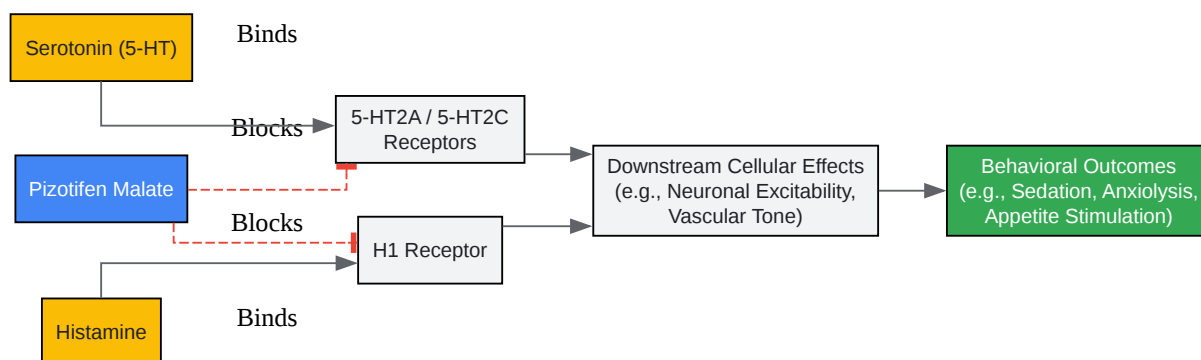 Binds
Serotonin (5-HT)
Blocks
5-HT2A / 5-HT2C
Receptors
Pizotifen Malate
Downstream Cellular Effects
(e.g., Neuronal Excitability,
Vascular Tone)
Behavioral Outcomes
(e.g., Sedation, Anxiolysis,
Appetite Stimulation)
Blocks
H1 Receptor
Binds
Histamine